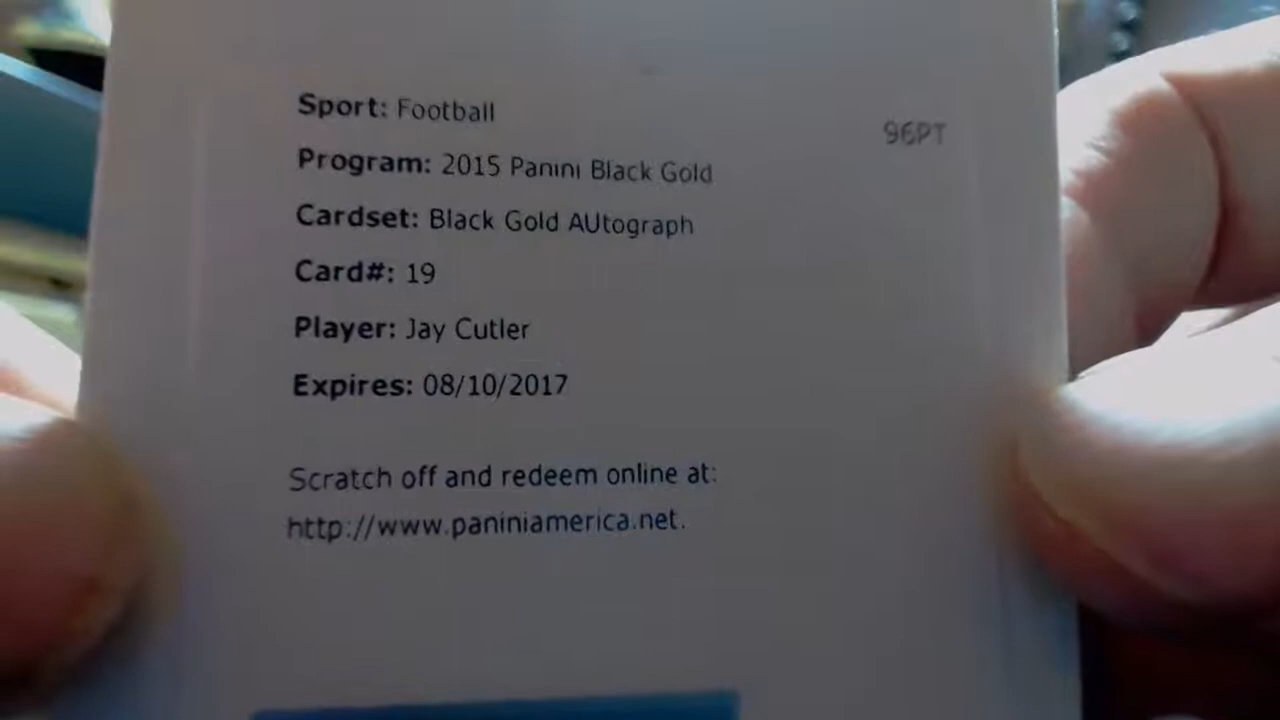 Sport: Football
96PT
Program: 2015 Panini Black Gold
Cardset: Black Gold AUtograph
Card#: 19
Player: Jay Cutler
Expires: 08/10/2017
Scratch off and redeem online at:
http://www.paniniamerica.net.